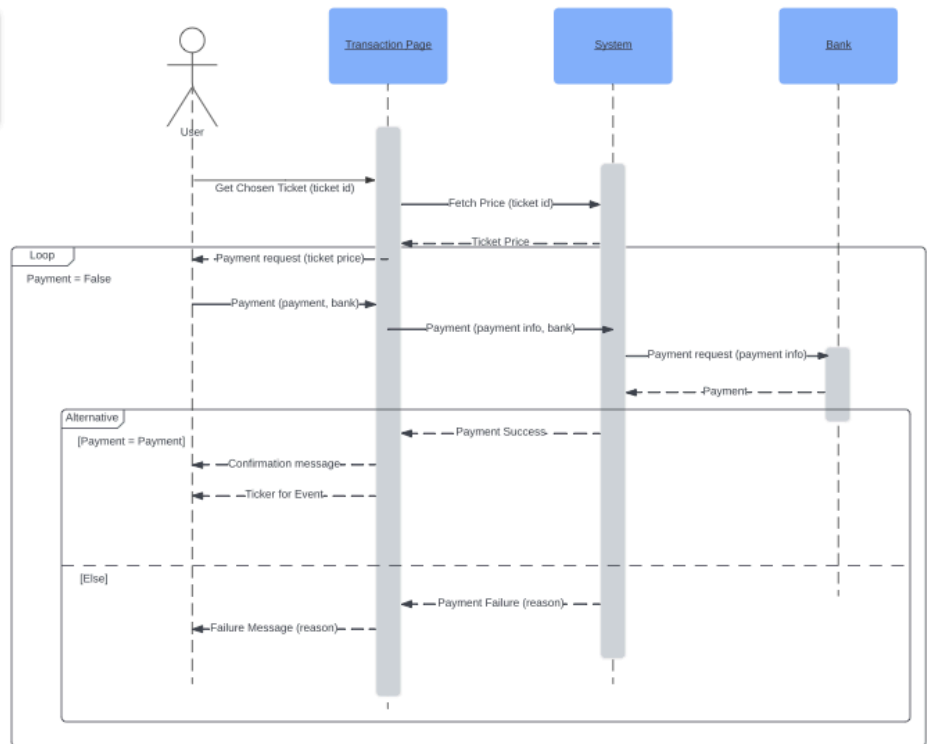 Transaction Page
System
Bank
User
Get Chosen Ticket (ticket id)
Fetch Price (ticket id)
Ticket Price
Loop
Payment request (ticket price)
Payment = False
Payment (payment, bank)
Payment (payment info, bank)
Payment request (payment info)
Payment
Alternative
[Payment = Payment]
Payment Success
Confirmation message
Ticker for Event
[Else]
Payment Failure (reason)
Failure Message (reason)